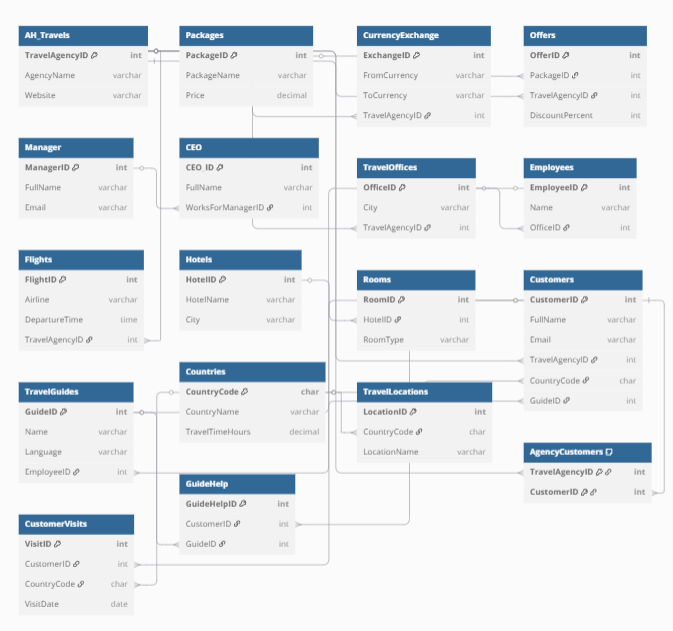 AH_Travels
TravelAgencyID int
AgencyName varchar
Website varchar
Packages
PackageID int
PackageName varchar
Price decimal
CurrencyExchange
ExchangeID int
FromCurrency varchar
ToCurrency varchar
TravelAgencyID int
Offers
OfferID int
PackageID int
TravelAgencyID int
DiscountPercent int
Manager
ManagerID int
FullName varchar
Email varchar
CEO
CEO_ID int
FullName varchar
WorksForManagerID int
TravelOffices
OfficeID int
City varchar
TravelAgencyID int
Employees
EmployeeID int
Name varchar
OfficeID int
Flights
FlightID int
Airline varchar
DepartureTime time
TravelAgencyID int
Hotels
HotelID int
HotelName varchar
City varchar
Rooms
RoomID int
HotelID int
RoomType varchar
Customers
CustomerID int
FullName varchar
Email varchar
TravelAgencyID int
CountryCode char
GuideID int
TravelGuides
GuideID int
Name varchar
Language varchar
EmployeeID int
Countries
CountryCode char
CountryName varchar
TravelTimeHours decimal
TravelLocations
LocationID int
CountryCode char
LocationName varchar
AgencyCustomers
TravelAgencyID int
CustomerID int
GuideHelp
GuideHelpID int
CustomerID int
GuideID int
CustomerVisits
VisitID int
CustomerID int
CountryCode char
VisitDate date